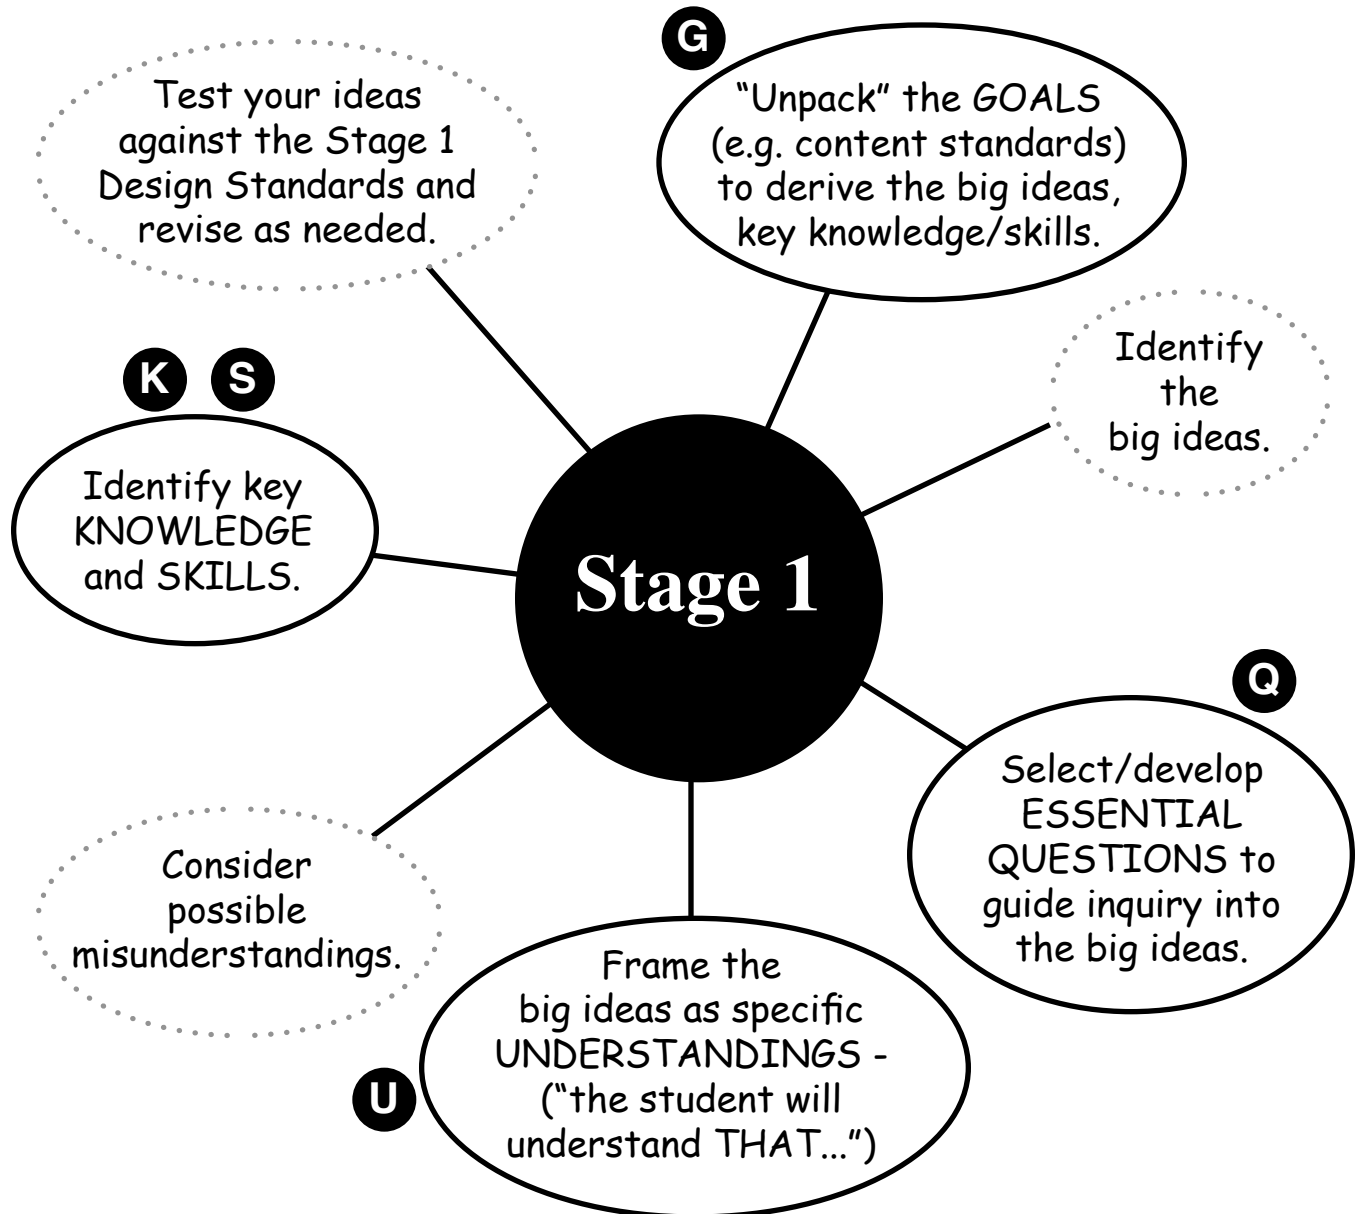 Test your ideas
against the Stage 1
Design Standards and
revise as needed.
G
“Unpack” the GOALS
(e.g. content standards)
to derive the big ideas,
key knowledge/skills.
Identify
the
big ideas.
K S
Identify key
KNOWLEDGE
and SKILLS.
Stage 1
Q
Select/develop
ESSENTIAL
QUESTIONS to
guide inquiry into
the big ideas.
Consider
possible
misunderstandings.
U
Frame the
big ideas as specific
UNDERSTANDINGS -
(“the student will
understand THAT...”)